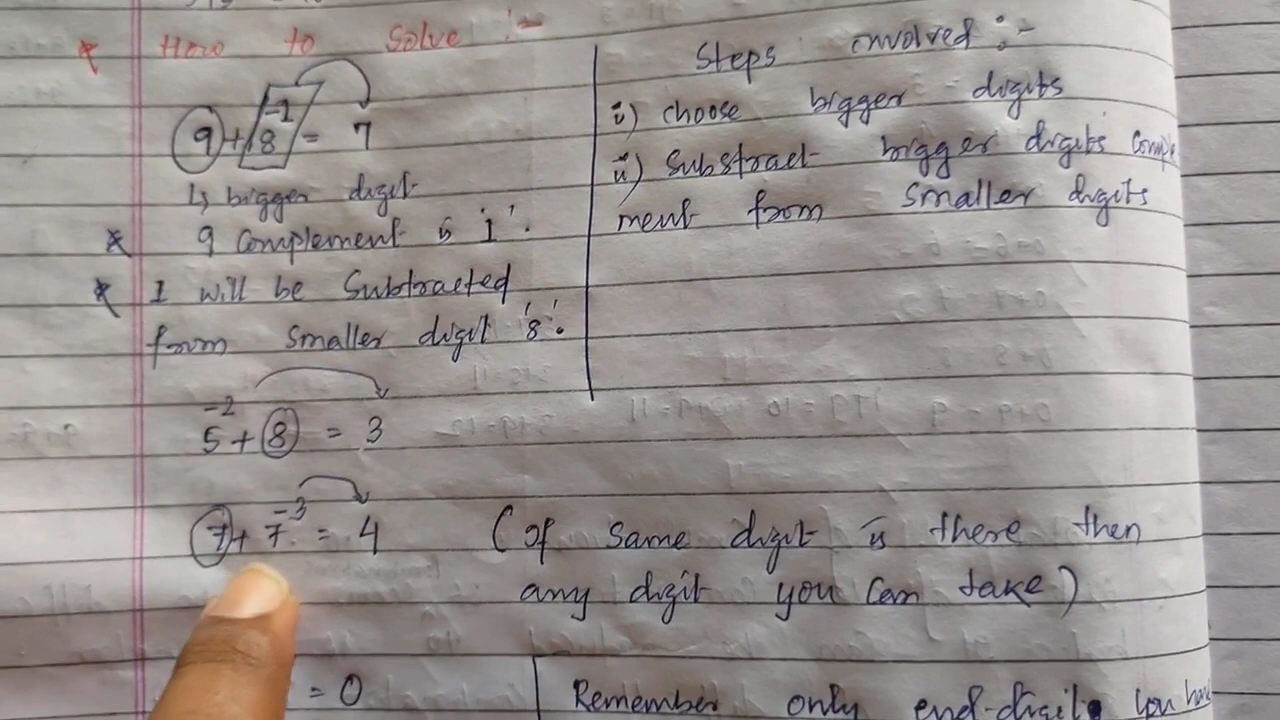 * How to Solve :-
9 + 8 -1 = 7
↳ bigger digit
* 9 complement is '1'.
* 1 will be Subtracted
from smaller digit '8'.
-2
5 + 8 = 3
7 + 7 -3 = 4 (If same digit is there then
any digit you can take)
= 0
Steps involved :-
i) choose bigger digits
ii) Substract bigger digits comple
ment from smaller digits
Remember only end-digit you